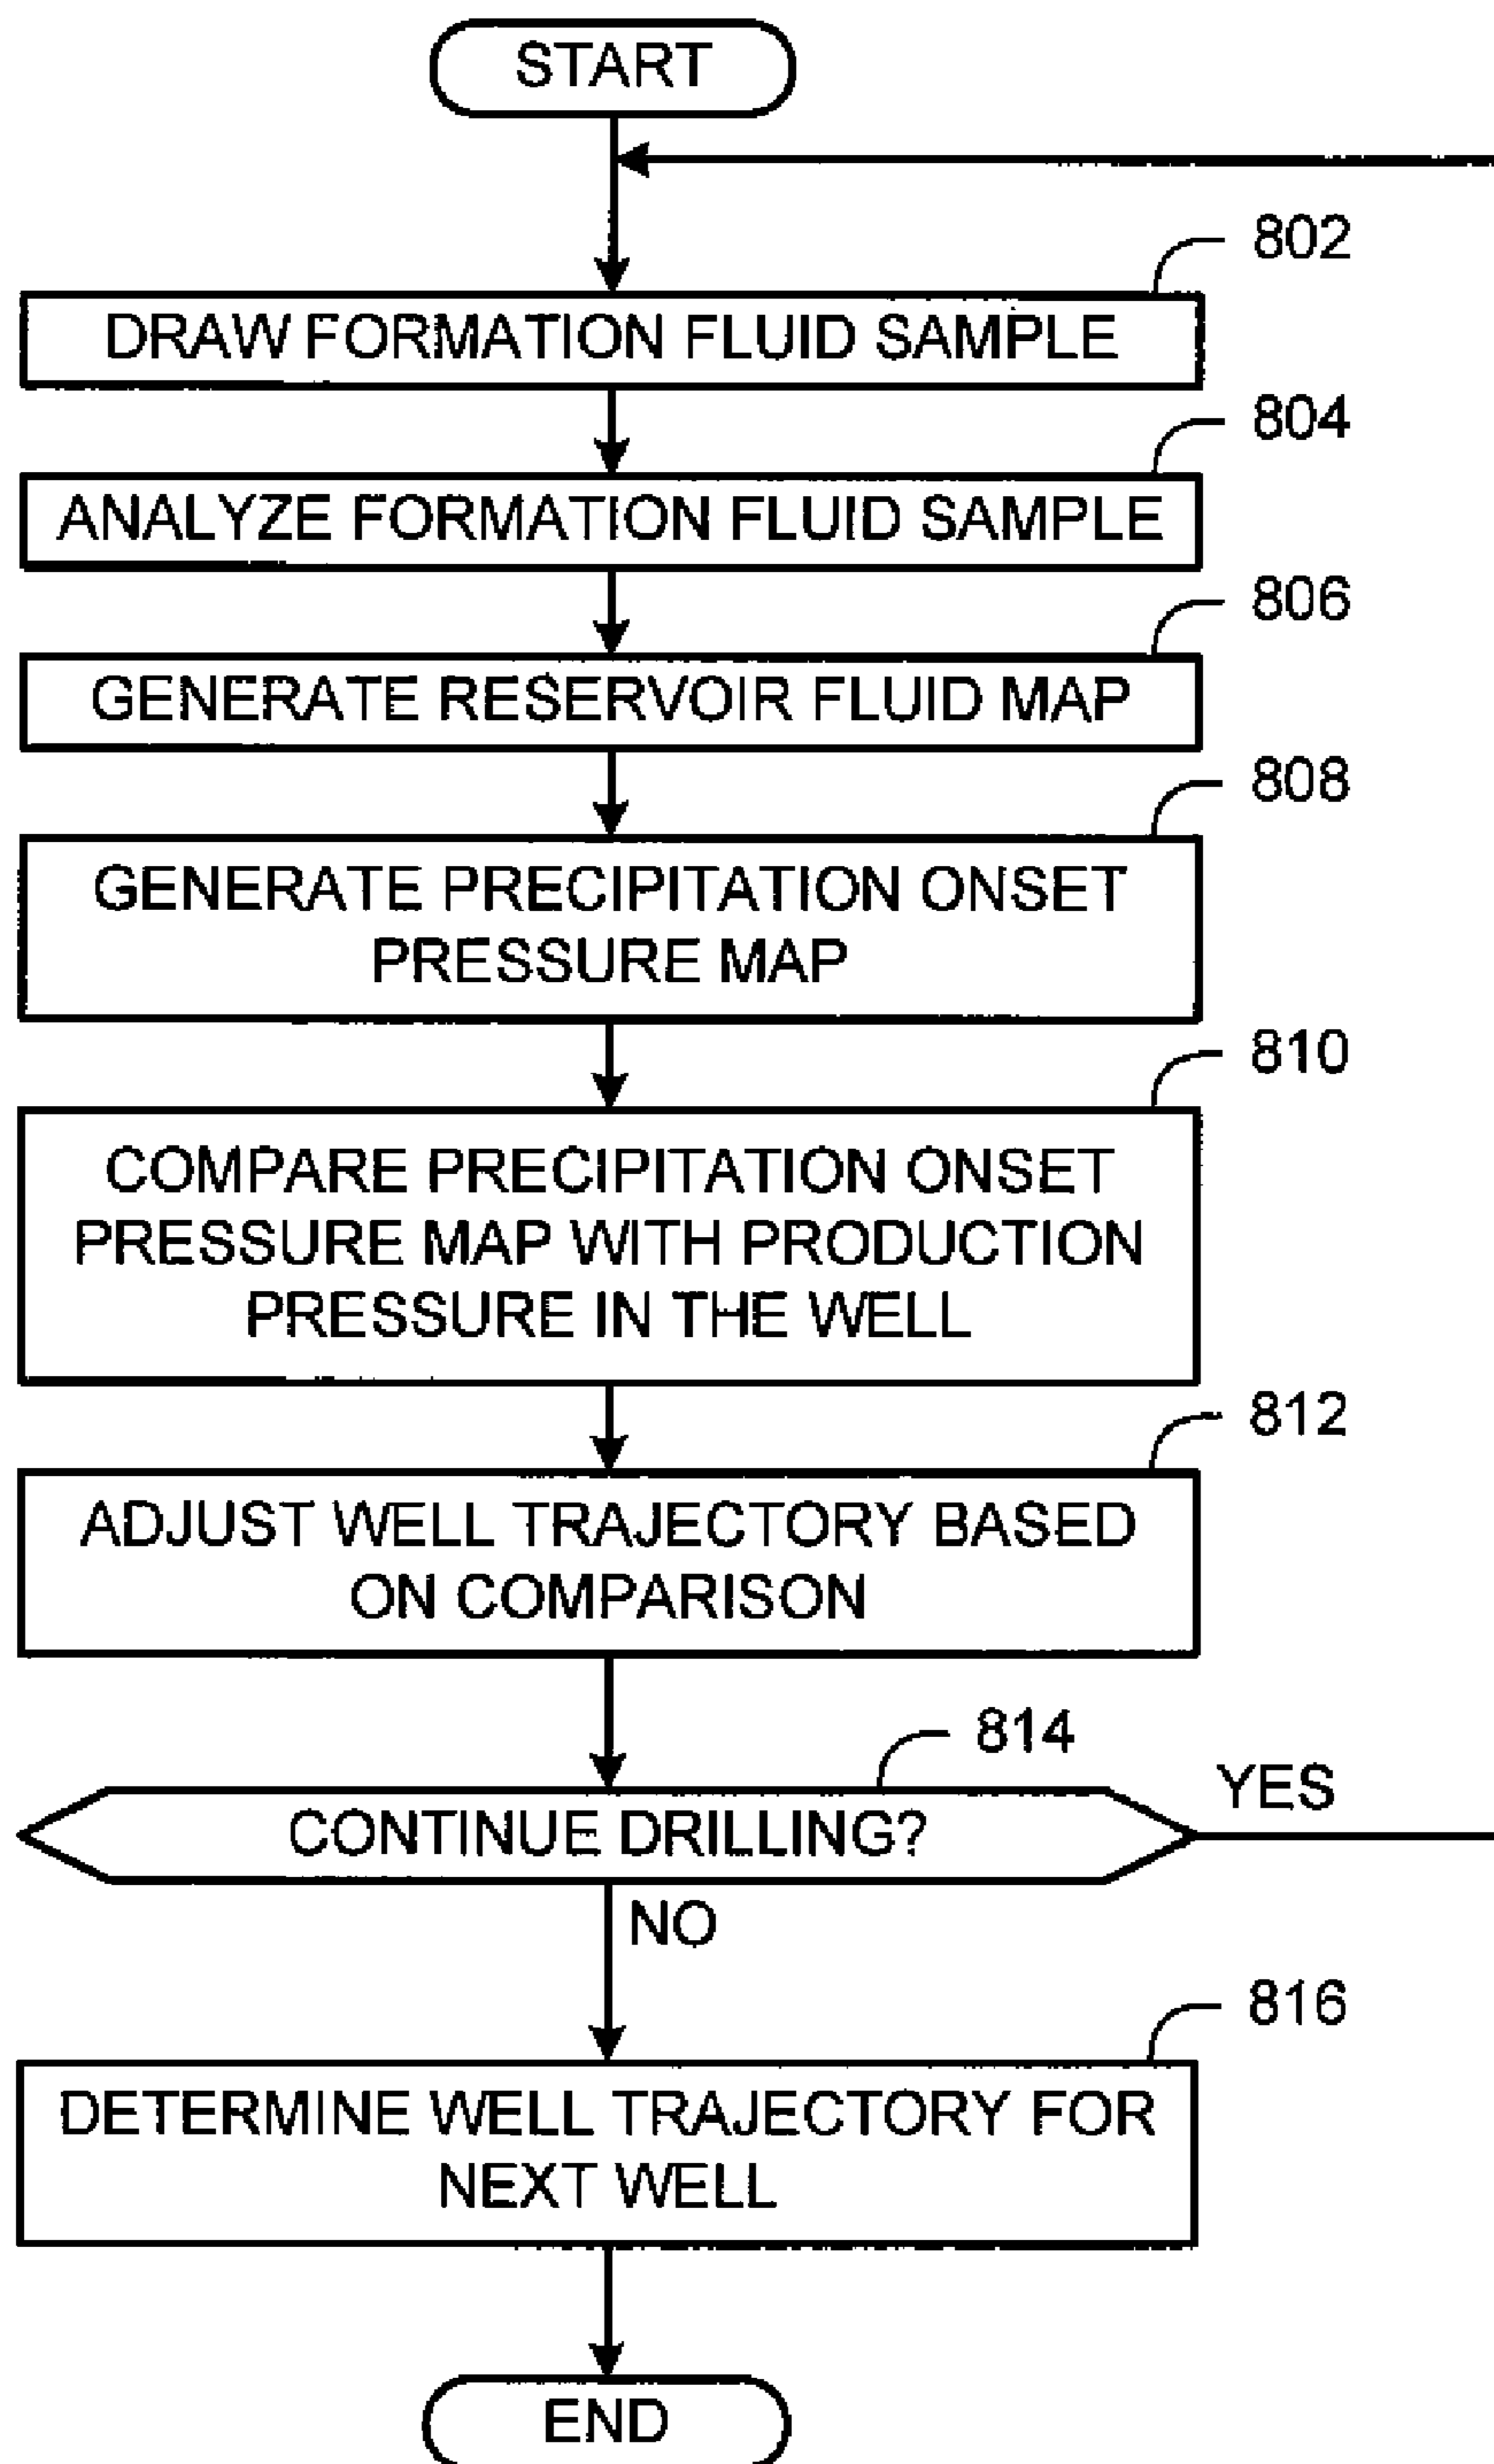 START
802
DRAW FORMATION FLUID SAMPLE
804
ANALYZE FORMATION FLUID SAMPLE
806
GENERATE RESERVOIR FLUID MAP
808
GENERATE PRECIPITATION ONSET
PRESSURE MAP
810
COMPARE PRECIPITATION ONSET
PRESSURE MAP WITH PRODUCTION
PRESSURE IN THE WELL
812
ADJUST WELL TRAJECTORY BASED
ON COMPARISON
814
CONTINUE DRILLING?
YES
NO
816
DETERMINE WELL TRAJECTORY FOR
NEXT WELL
END